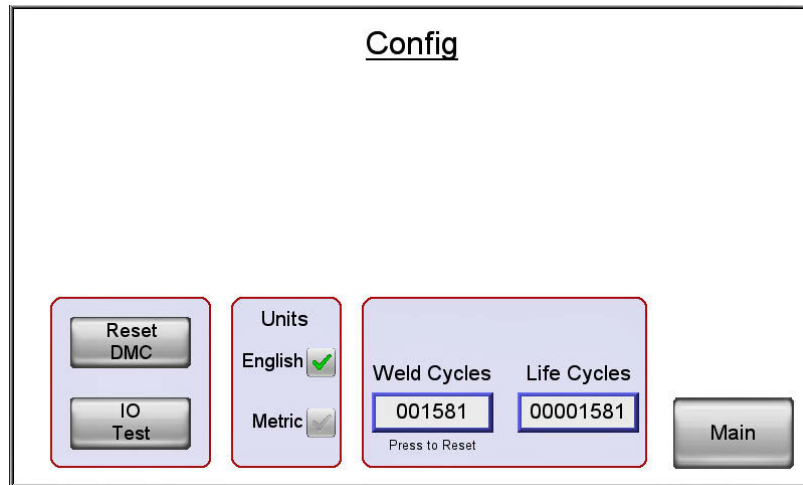 Config
Reset
DMC
IO
Test
Units
English
Metric
Weld Cycles
001581
Press to Reset
Life Cycles
00001581
Main